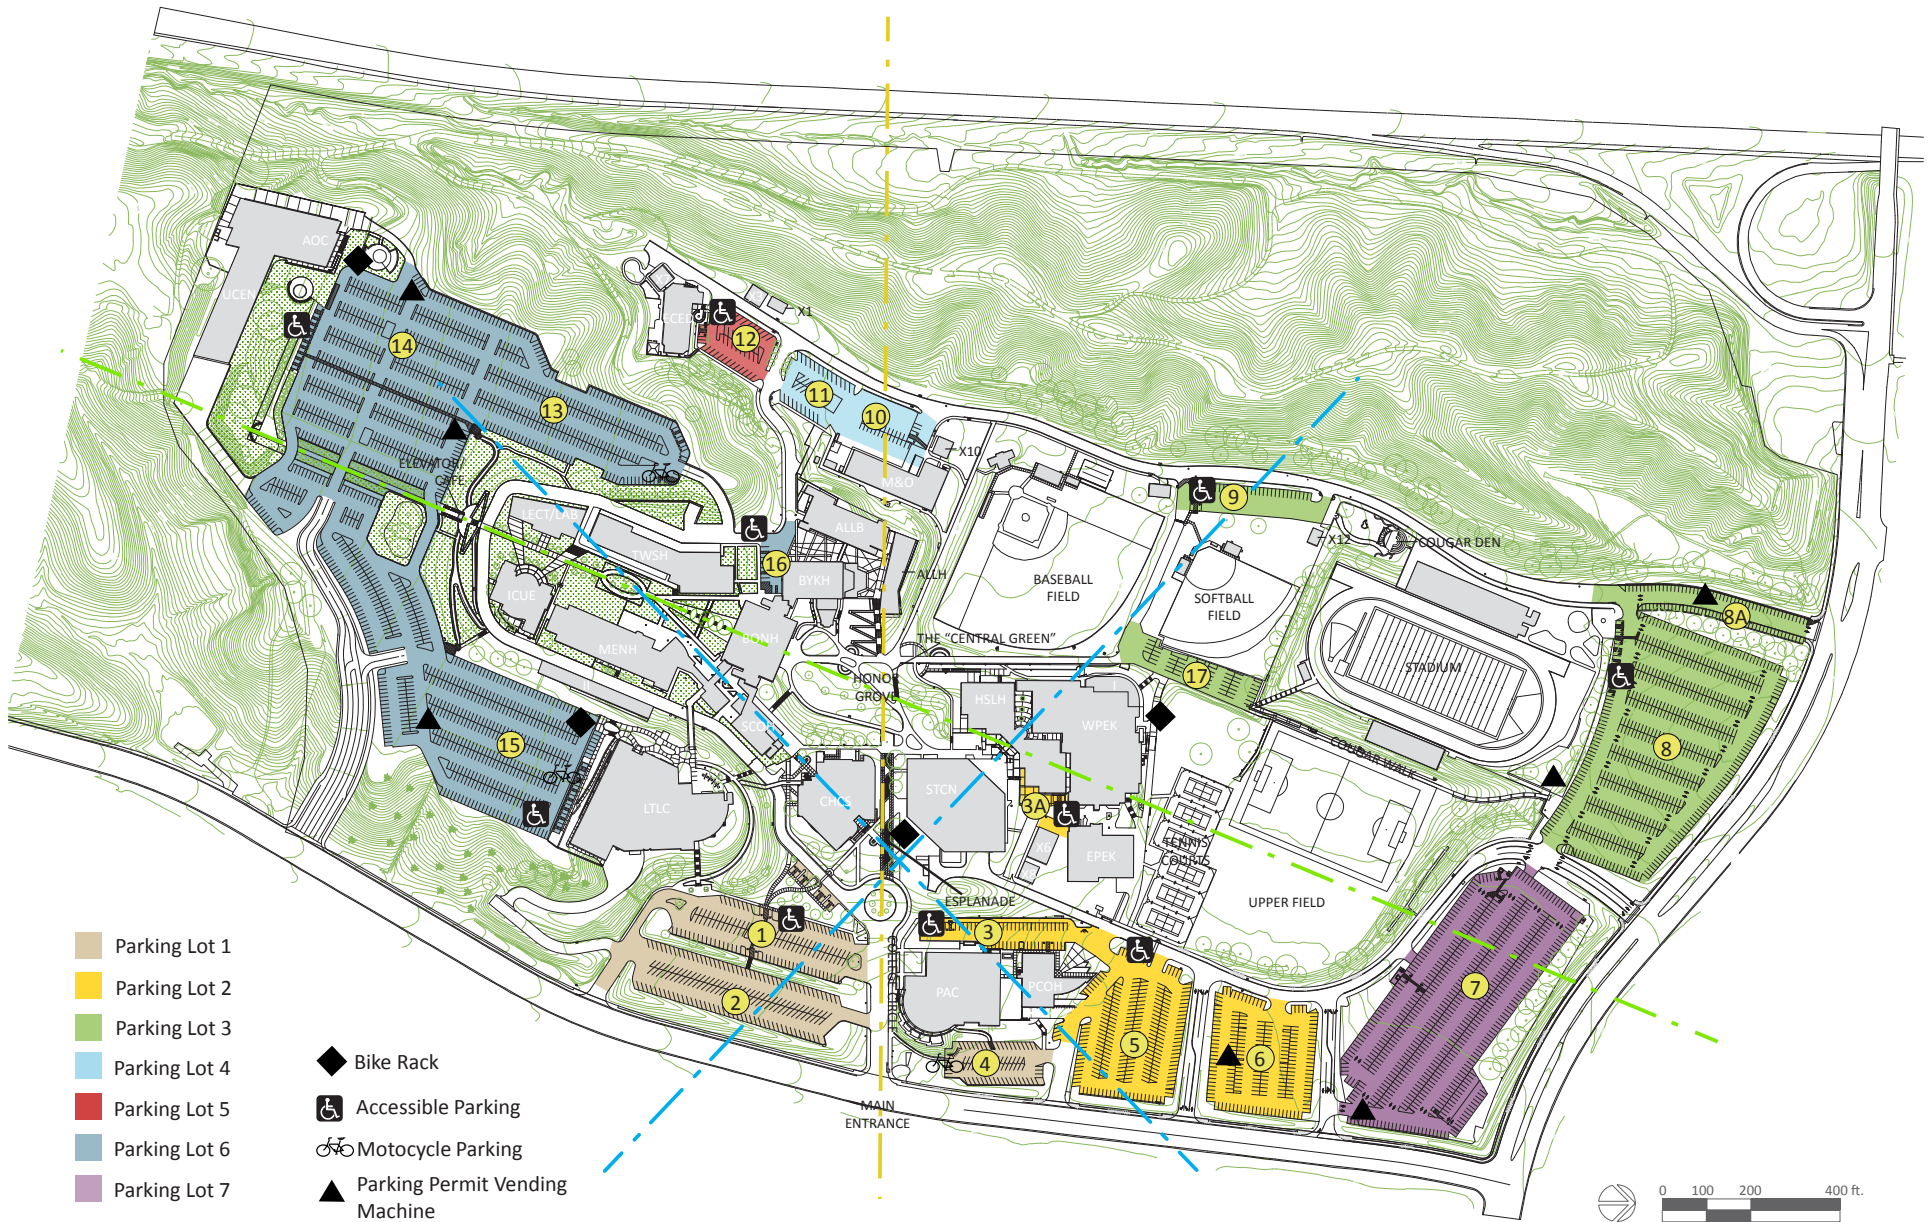 AOC
UCEN
14
13
ELEVATOR/
CAFE
ECED
12
X1
11
10
X10
M&O
LECT/LAB
TWSH
ALLB
16
BYKH
ALLH
ICUE
MENH
BONH
THE “CENTRAL GREEN”
HONOR
GROVE
SCOH
15
LTLC
CHCS
STCN
HSLH
WPEK
3A
X6
X8
EPEK
BASEBALL
FIELD
SOFTBALL
FIELD
9
X12
COUGAR DEN
17
STADIUM
COUGAR WALK
8A
8
TENNIS
COURTS
UPPER FIELD
ESPLANADE
1
2
3
PAC
PCOH
4
5
6
7
MAIN
ENTRANCE
Parking Lot 1
Parking Lot 2
Parking Lot 3
Parking Lot 4
Parking Lot 5
Parking Lot 6
Parking Lot 7
Bike Rack
Accessible Parking
Motocycle Parking
Parking Permit Vending
Machine
0 100 200 400 ft.